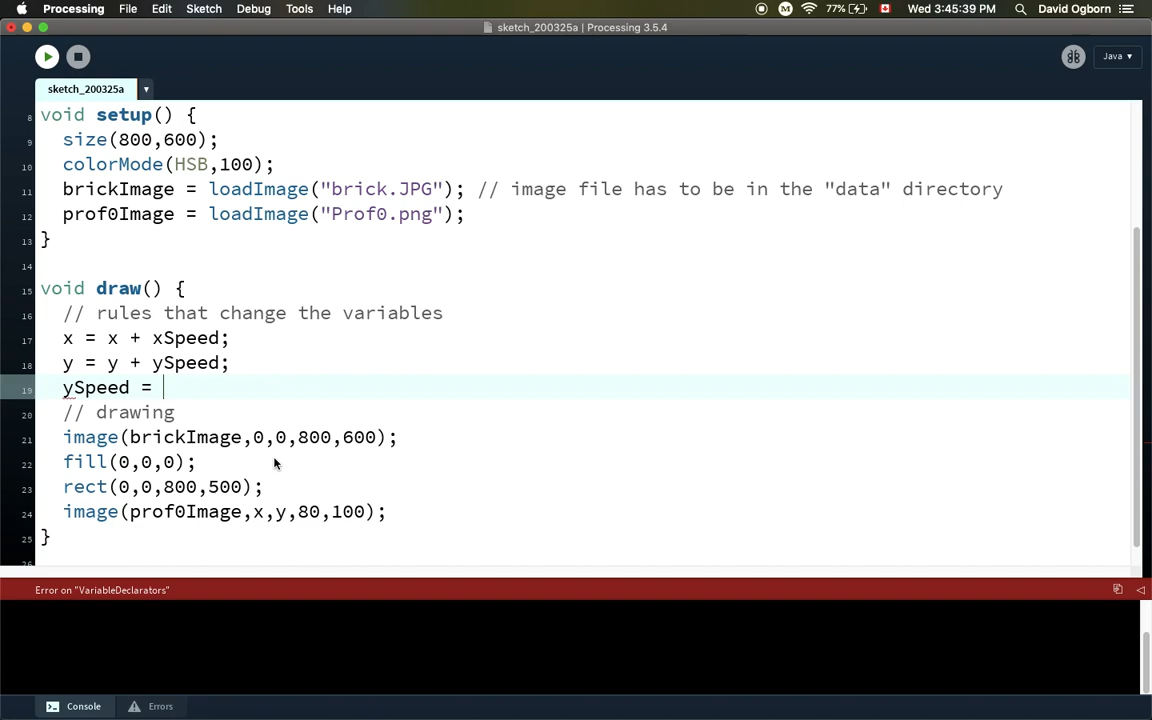 Processing File Edit Sketch Debug Tools Help M 77% Wed 3:45:39 PM David Ogborn
sketch_200325a | Processing 3.5.4
Java ▾
sketch_200325a ▾
8 void setup() {
9 size(800,600);
10 colorMode(HSB,100);
11 brickImage = loadImage("brick.JPG"); // image file has to be in the "data" directory
12 prof0Image = loadImage("Prof0.png");
13 }
14
15 void draw() {
16 // rules that change the variables
17 x = x + xSpeed;
18 y = y + ySpeed;
19 ySpeed =
20 // drawing
21 image(brickImage,0,0,800,600);
22 fill(0,0,0);
23 rect(0,0,800,500);
24 image(prof0Image,x,y,80,100);
25 }
26
Error on "VariableDeclarators"
Console Errors